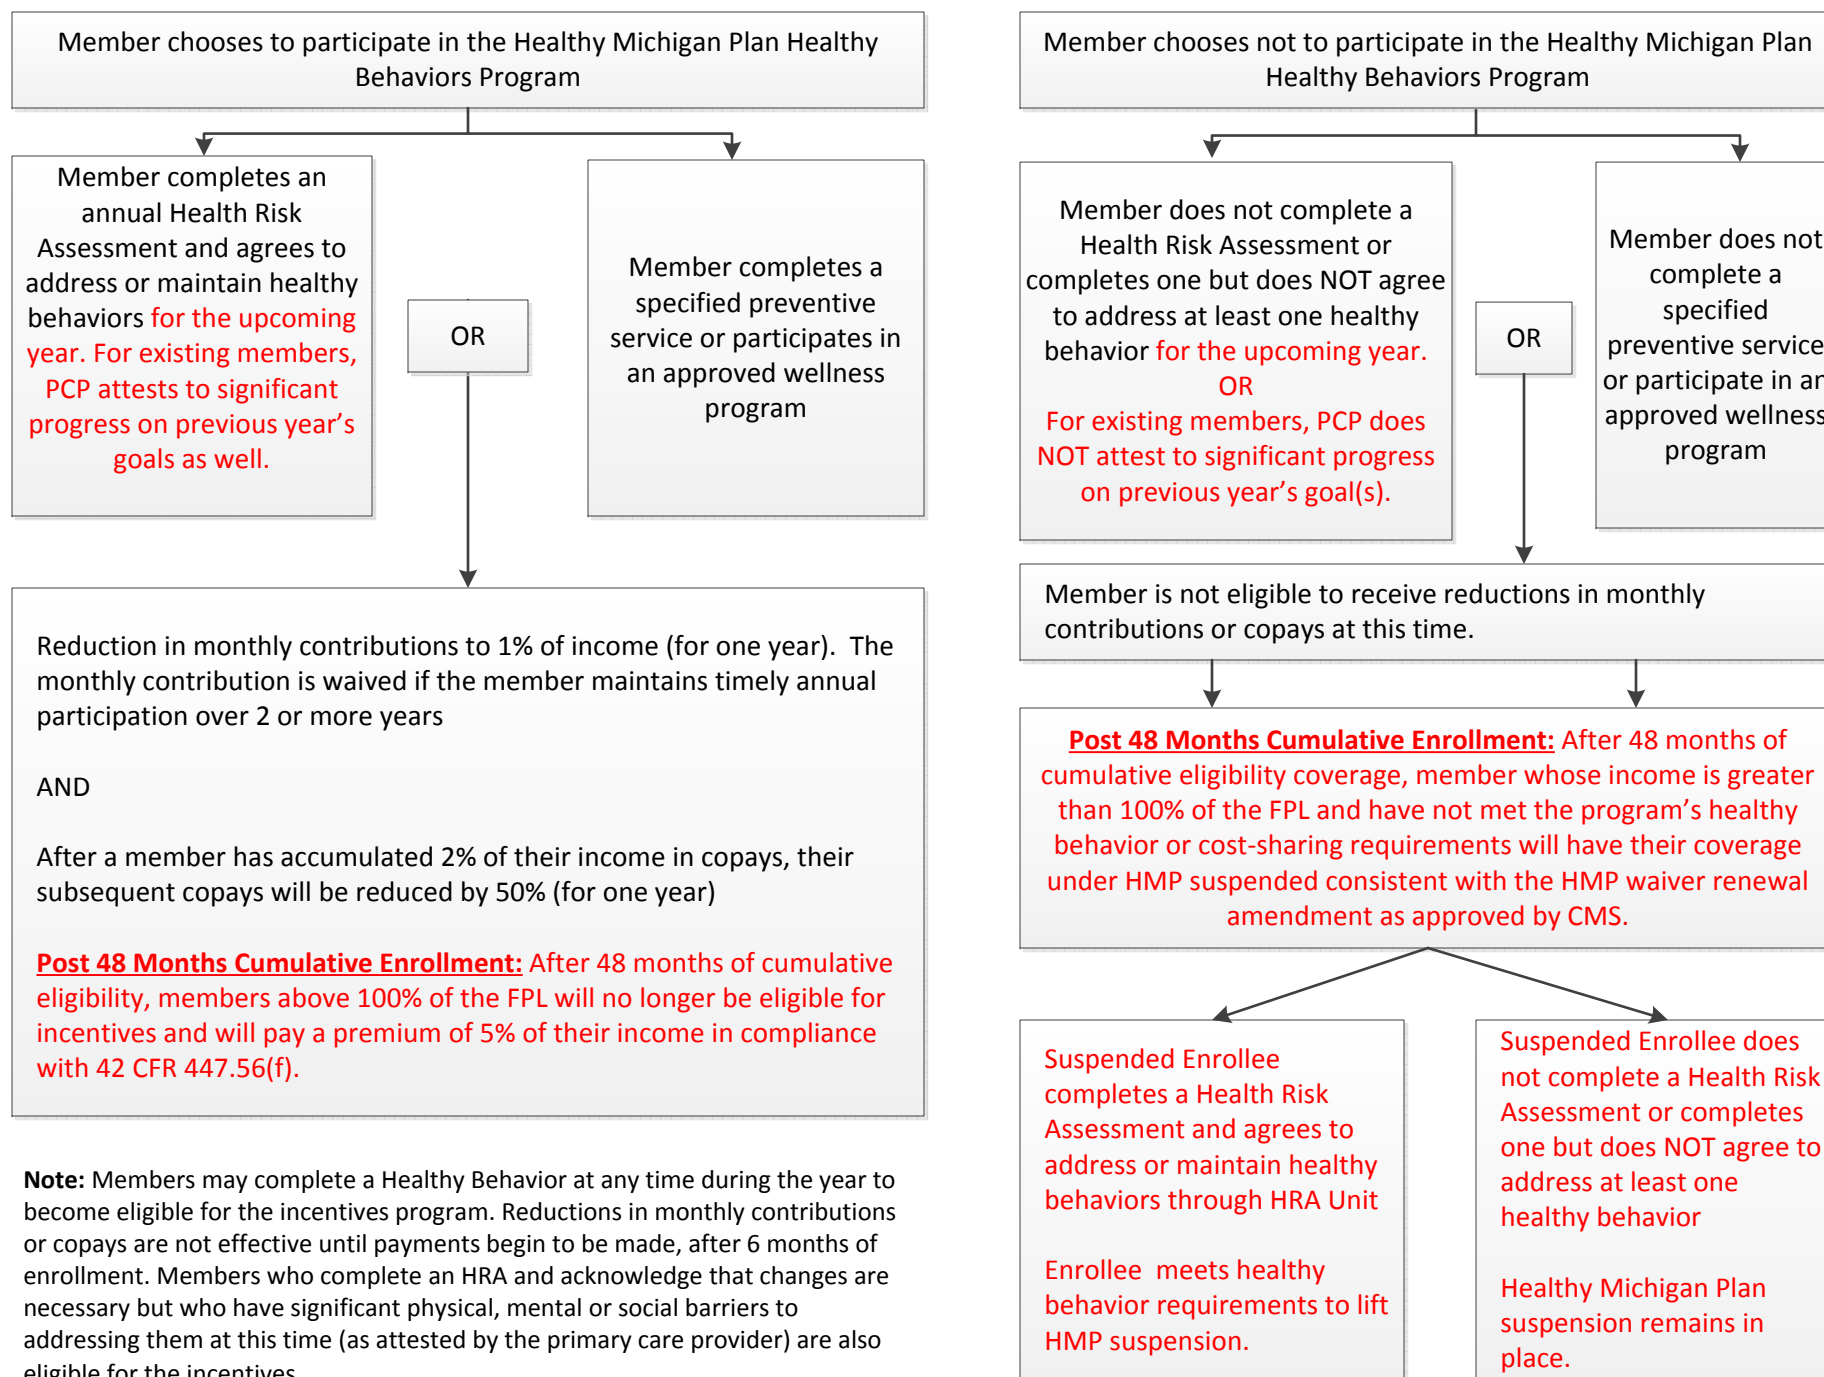 Member chooses to participate in the Healthy Michigan Plan Healthy
Behaviors Program
Member completes an
annual Health Risk
Assessment and agrees to
address or maintain healthy
behaviors for the upcoming
year. For existing members,
PCP attests to significant
progress on previous year’s
goals as well.
OR
Member completes a
specified preventive
service or participates in
an approved wellness
program
Reduction in monthly contributions to 1% of income (for one year).  The
monthly contribution is waived if the member maintains timely annual
participation over 2 or more years
AND
After a member has accumulated 2% of their income in copays, their
subsequent copays will be reduced by 50% (for one year)
Post 48 Months Cumulative Enrollment: After 48 months of cumulative
eligibility, members above 100% of the FPL will no longer be eligible for
incentives and will pay a premium of 5% of their income in compliance
with 42 CFR 447.56(f).
Note: Members may complete a Healthy Behavior at any time during the year to
become eligible for the incentives program. Reductions in monthly contributions
or copays are not effective until payments begin to be made, after 6 months of
enrollment. Members who complete an HRA and acknowledge that changes are
necessary but who have significant physical, mental or social barriers to
addressing them at this time (as attested by the primary care provider) are also
eligible for the incentives
Member chooses not to participate in the Healthy Michigan Plan
Healthy Behaviors Program
Member does not complete a
Health Risk Assessment or
completes one but does NOT agree
to address at least one healthy
behavior for the upcoming year.
OR
For existing members, PCP does
NOT attest to significant progress
on previous year’s goal(s).
OR
Member does not
complete a
specified
preventive service
or participate in an
approved wellness
program
Member is not eligible to receive reductions in monthly
contributions or copays at this time.
Post 48 Months Cumulative Enrollment: After 48 months of
cumulative eligibility coverage, member whose income is greater
than 100% of the FPL and have not met the program’s healthy
behavior or cost-sharing requirements will have their coverage
under HMP suspended consistent with the HMP waiver renewal
amendment as approved by CMS.
Suspended Enrollee
completes a Health Risk
Assessment and agrees to
address or maintain healthy
behaviors through HRA Unit
Enrollee  meets healthy
behavior requirements to lift
HMP suspension.
Suspended Enrollee does
not complete a Health Risk
Assessment or completes
one but does NOT agree to
address at least one
healthy behavior
Healthy Michigan Plan
suspension remains in
place.